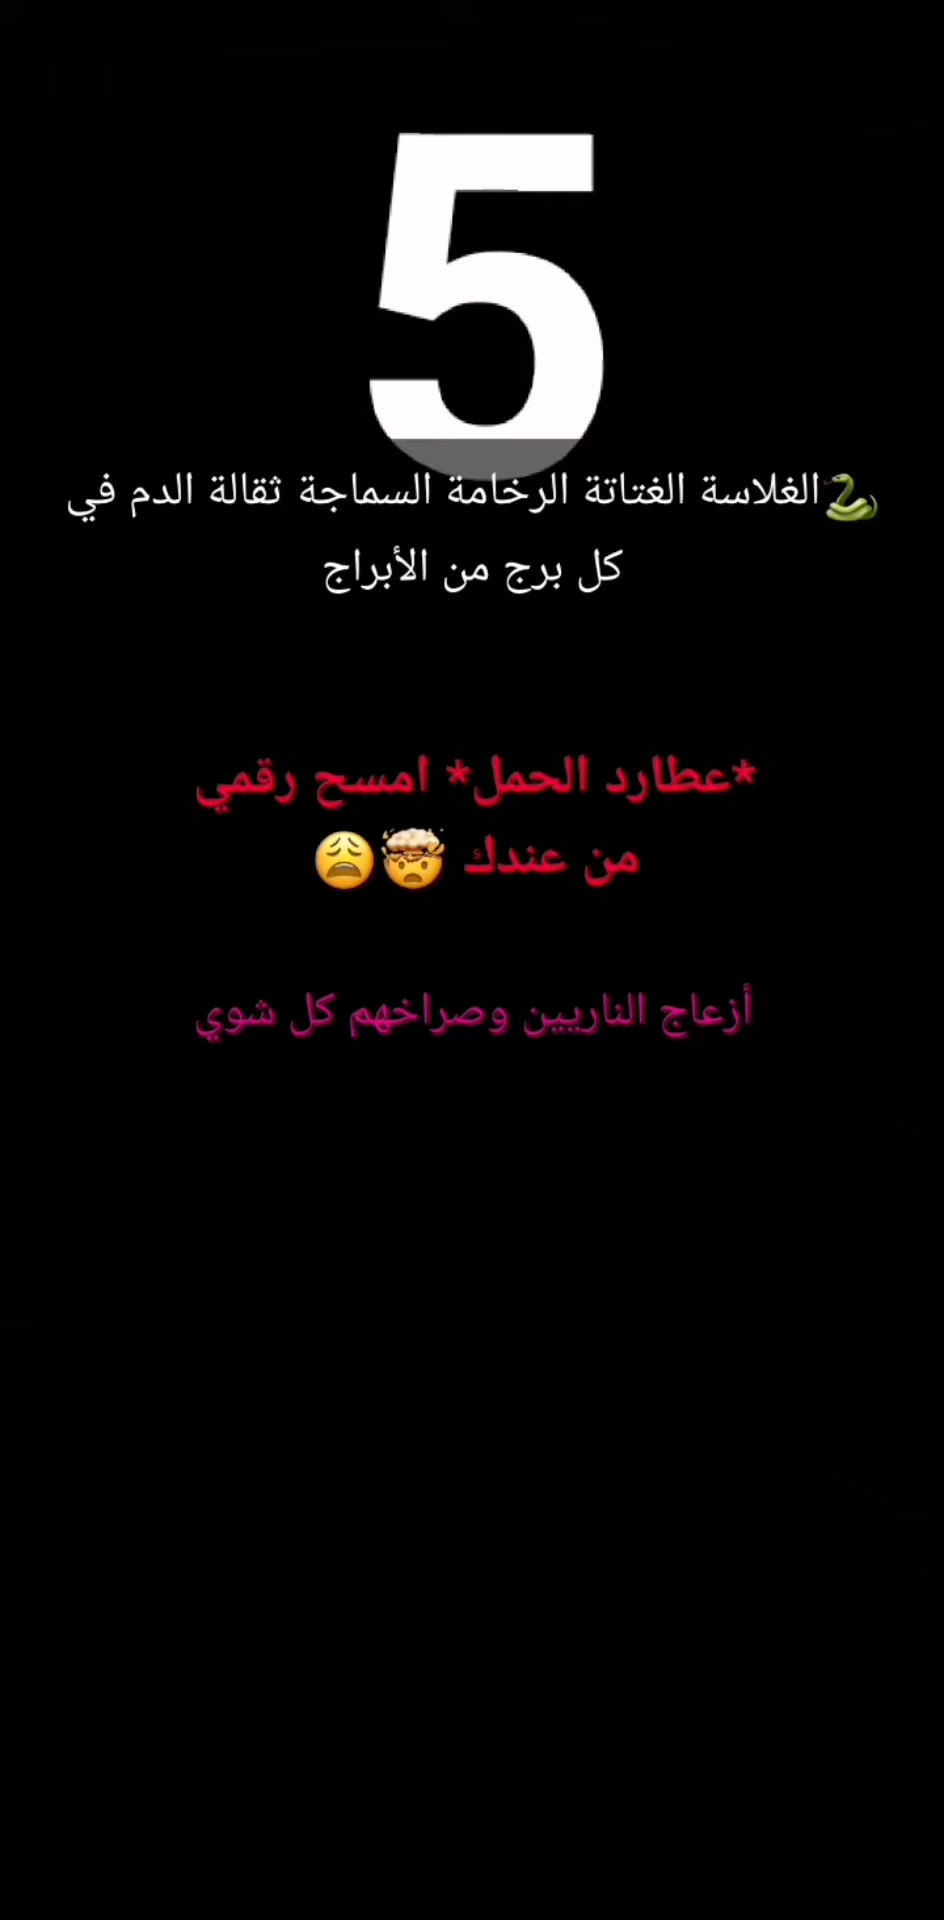 5
🐍الغلاسة الغتاتة الرخامة السماجة ثقالة الدم في
كل برج من الأبراج
*عطارد الحمل* امسح رقمي
من عندك 🤯😩
أزعاج الناريين وصراخهم كل شوي